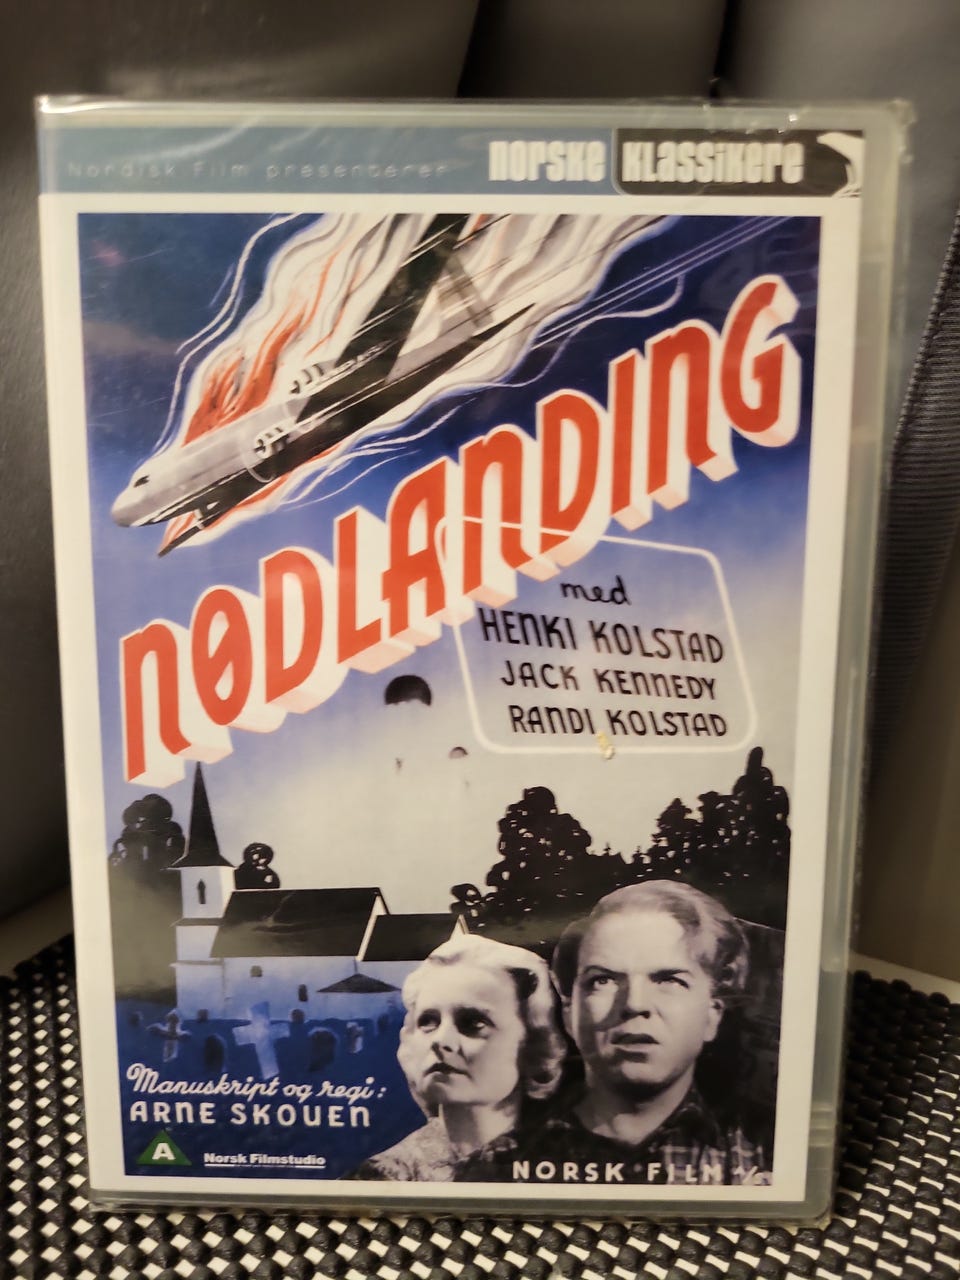 Nordisk Film presenterer
norske klassikere
NØDLANDING
med
HENKI KOLSTAD
JACK KENNEDY
RANDI KOLSTAD
Manuskript og regi:
ARNE SKOUEN
A
Norsk Filmstudio
NORSK FILM A/S